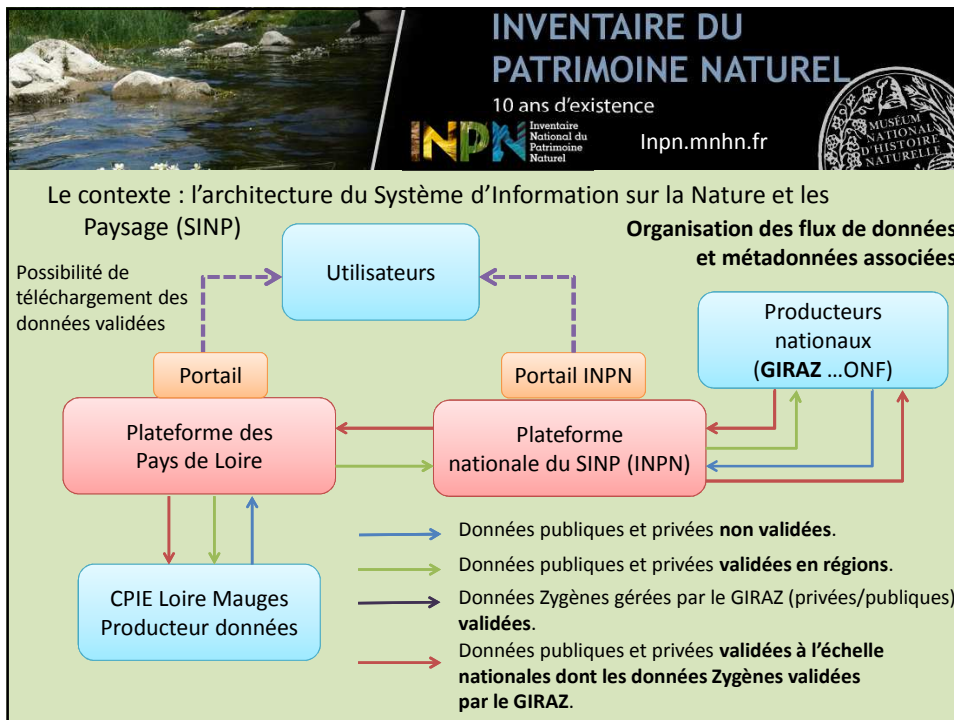 INVENTAIRE DU
PATRIMOINE NATUREL
10 ans d'existence
INPN
Inventaire
National du
Patrimoine
Naturel
Inpn.mnhn.fr
MUSÉUM
NATIONAL
D'HISTOIRE
NATURELLE
Le contexte : l'architecture du Système d'Information sur la Nature et les
Paysage (SINP)
Organisation des flux de données
et métadonnées associées
Possibilité de
téléchargement des
données validées
Utilisateurs
Producteurs
nationaux
(GIRAZ ...ONF)
Portail
Portail INPN
Plateforme des
Pays de Loire
Plateforme
nationale du SINP (INPN)
CPIE Loire Mauges
Producteur données
Données publiques et privées non validées.
Données publiques et privées validées en régions.
Données Zygènes gérées par le GIRAZ (privées/publiques)
validées.
Données publiques et privées validées à l'échelle
nationales dont les données Zygènes validées
par le GIRAZ.